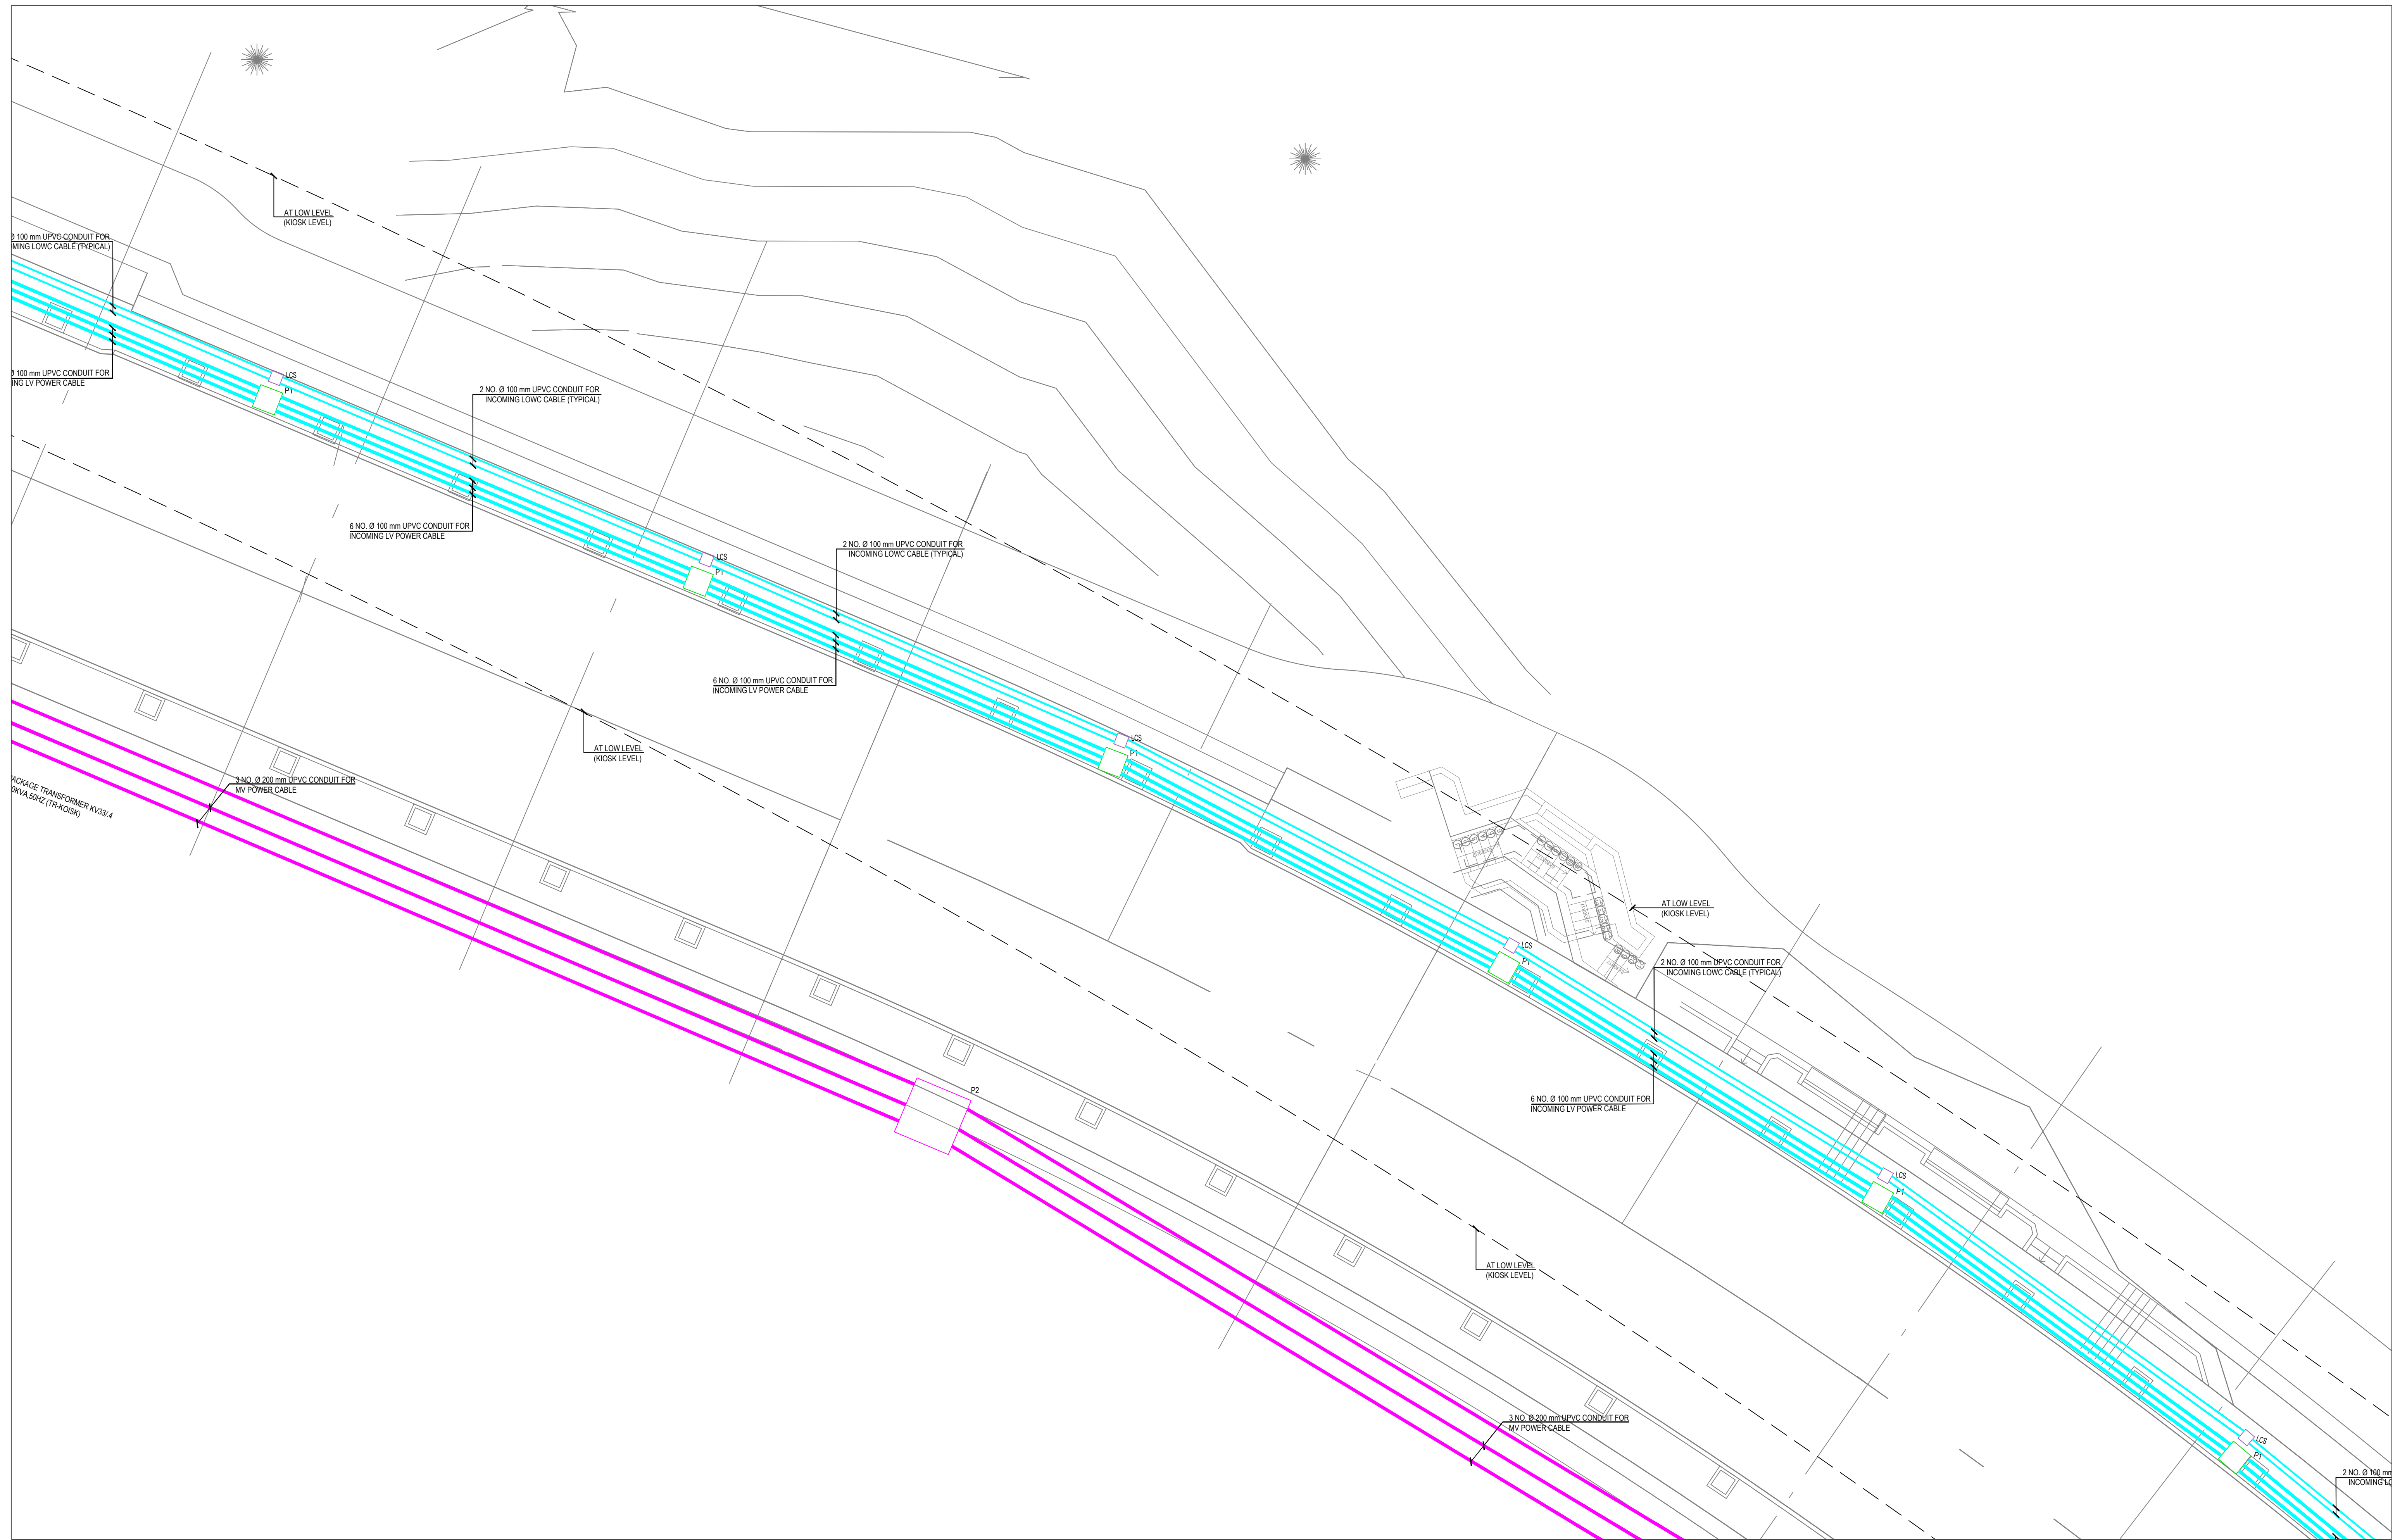 AT LOW LEVEL
(KIOSK LEVEL)
Ø 100 mm UPVC CONDUIT FOR
OMING LOWC CABLE (TYPICAL)
Ø 100 mm UPVC CONDUIT FOR
ING LV POWER CABLE
LCS
P1
2 NO. Ø 100 mm UPVC CONDUIT FOR
INCOMING LOWC CABLE (TYPICAL)
6 NO. Ø 100 mm UPVC CONDUIT FOR
INCOMING LV POWER CABLE
LCS
P1
2 NO. Ø 100 mm UPVC CONDUIT FOR
INCOMING LOWC CABLE (TYPICAL)
6 NO. Ø 100 mm UPVC CONDUIT FOR
INCOMING LV POWER CABLE
AT LOW LEVEL
(KIOSK LEVEL)
LCS
P1
3 NO. Ø 200 mm UPVC CONDUIT FOR
MV POWER CABLE
PACKAGE TRANSFORMER KV33/.4
0KVA,50HZ (TR-KOISK)
AT LOW LEVEL
(KIOSK LEVEL)
LCS
P1
2 NO. Ø 100 mm UPVC CONDUIT FOR
INCOMING LOWC CABLE (TYPICAL)
P2
6 NO. Ø 100 mm UPVC CONDUIT FOR
INCOMING LV POWER CABLE
LCS
P1
AT LOW LEVEL
(KIOSK LEVEL)
3 NO. Ø 200 mm UPVC CONDUIT FOR
MV POWER CABLE
LCS
P1
2 NO. Ø 100 mm
INCOMING LO